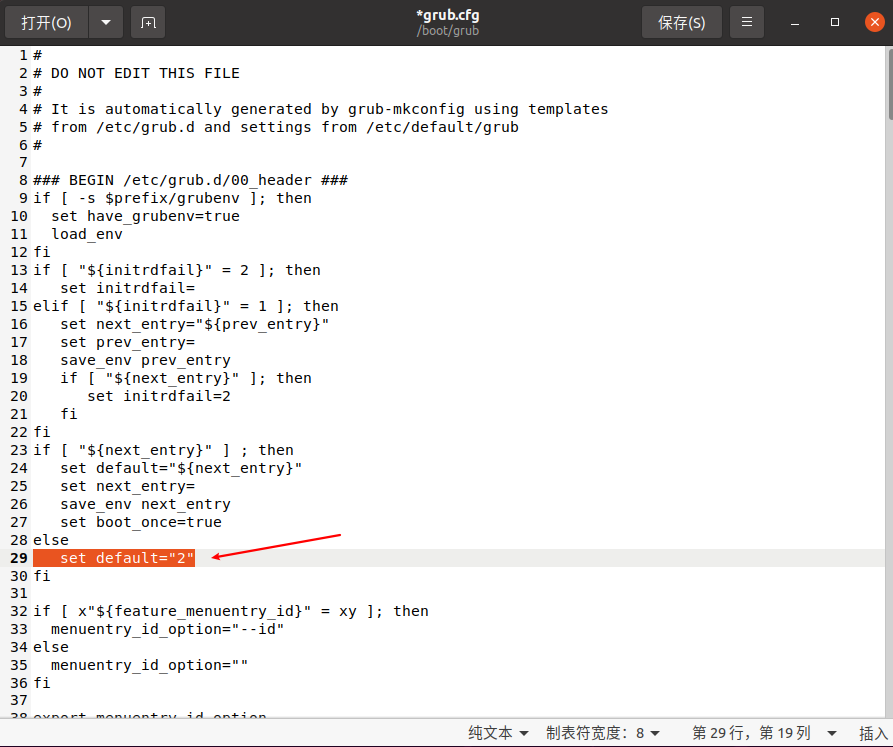 打开(O)
*grub.cfg
/boot/grub
保存(S)
1 #
2 # DO NOT EDIT THIS FILE
3 #
4 # It is automatically generated by grub-mkconfig using templates
5 # from /etc/grub.d and settings from /etc/default/grub
6 #
7
8 ### BEGIN /etc/grub.d/00_header ###
9 if [ -s $prefix/grubenv ]; then
10   set have_grubenv=true
11   load_env
12 fi
13 if [ "${initrdfail}" = 2 ]; then
14    set initrdfail=
15 elif [ "${initrdfail}" = 1 ]; then
16    set next_entry="${prev_entry}"
17    set prev_entry=
18    save_env prev_entry
19    if [ "${next_entry}" ]; then
20       set initrdfail=2
21    fi
22 fi
23 if [ "${next_entry}" ] ; then
24    set default="${next_entry}"
25    set next_entry=
26    save_env next_entry
27    set boot_once=true
28 else
29    set default="2"
30 fi
31
32 if [ x"${feature_menuentry_id}" = xy ]; then
33   menuentry_id_option="--id"
34 else
35   menuentry_id_option=""
36 fi
37
38 export menuentry_id_option
纯文本 制表符宽度：8 第 29 行，第 19 列 插入